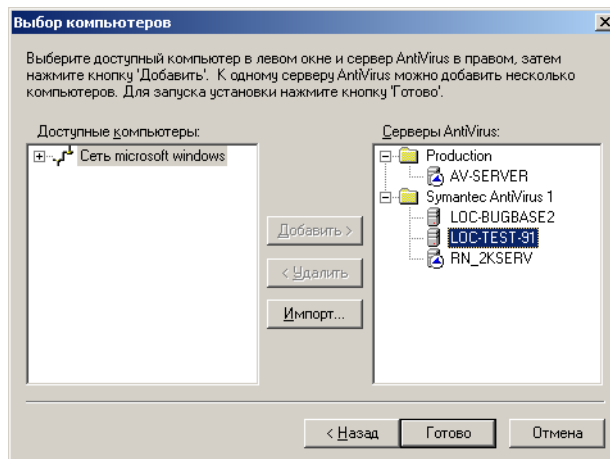 Выбор компьютеров
Выберите доступный компьютер в левом окне и сервер AntiVirus в правом, затем
нажмите кнопку 'Добавить'. К одному серверу AntiVirus можно добавить несколько
компьютеров. Для запуска установки нажмите кнопку 'Готово'.
Доступные компьютеры:
Сеть microsoft windows
Добавить >
< Удалить
Импорт...
Серверы AntiVirus:
Production
AV-SERVER
Symantec AntiVirus 1
LOC-BUGBASE2
LOC-TEST-91
RN_2KSERV
< Назад
Готово
Отмена